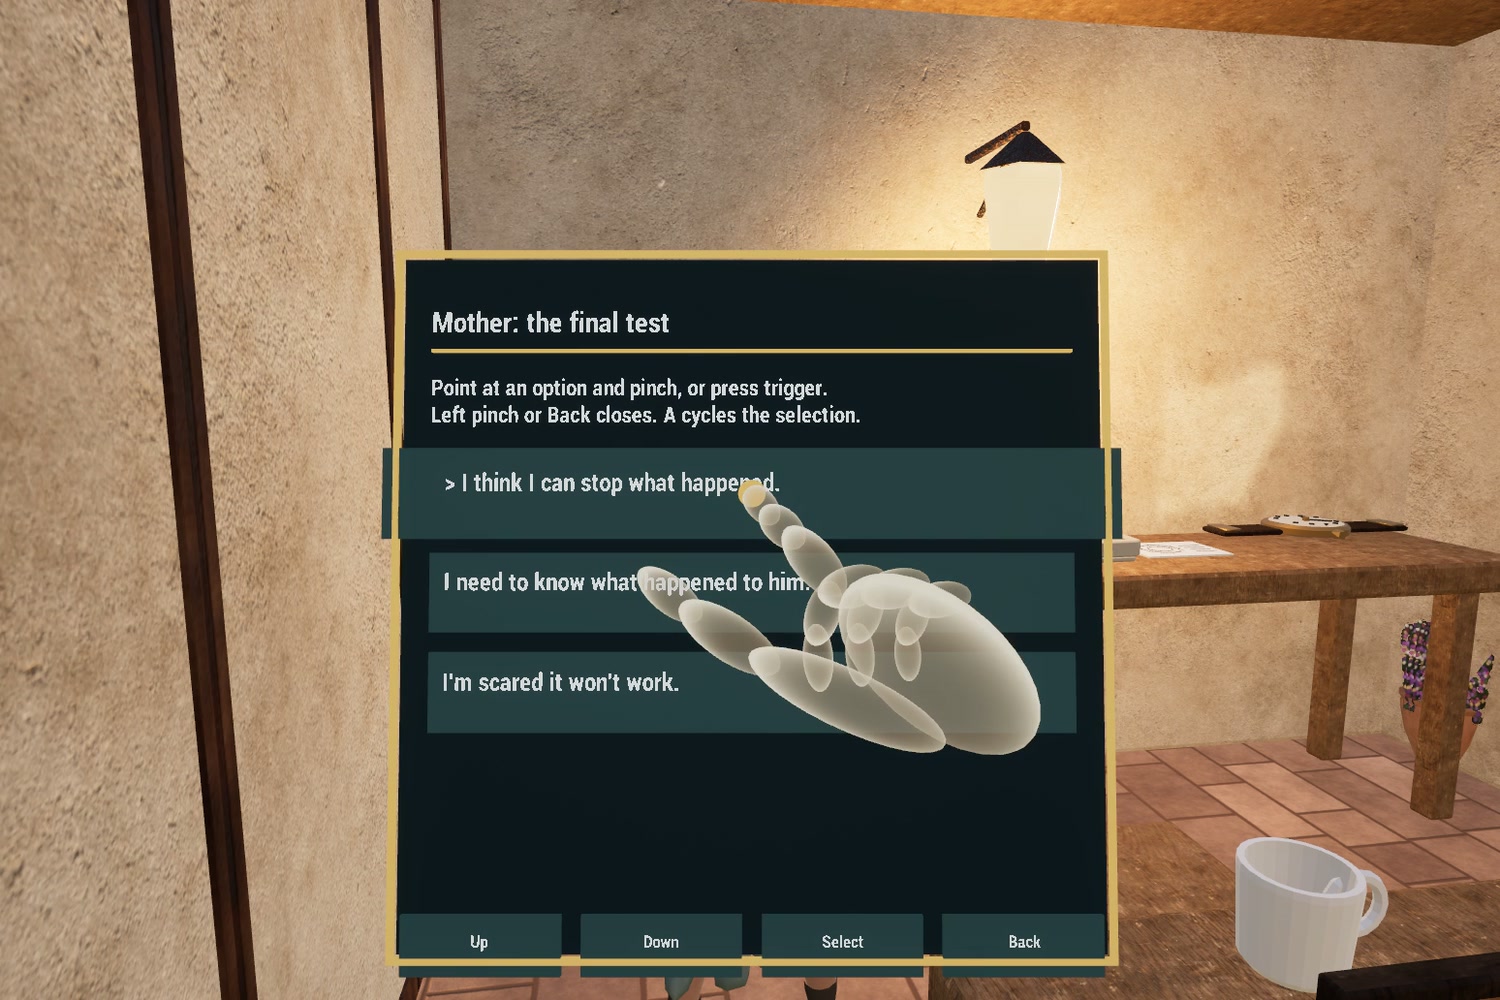 Mother: the final test
Point at an option and pinch, or press trigger.
Left pinch or Back closes. A cycles the selection.
> I think I can stop what happened.
I need to know what happened to him.
I'm scared it won't work.
Up
Down
Select
Back